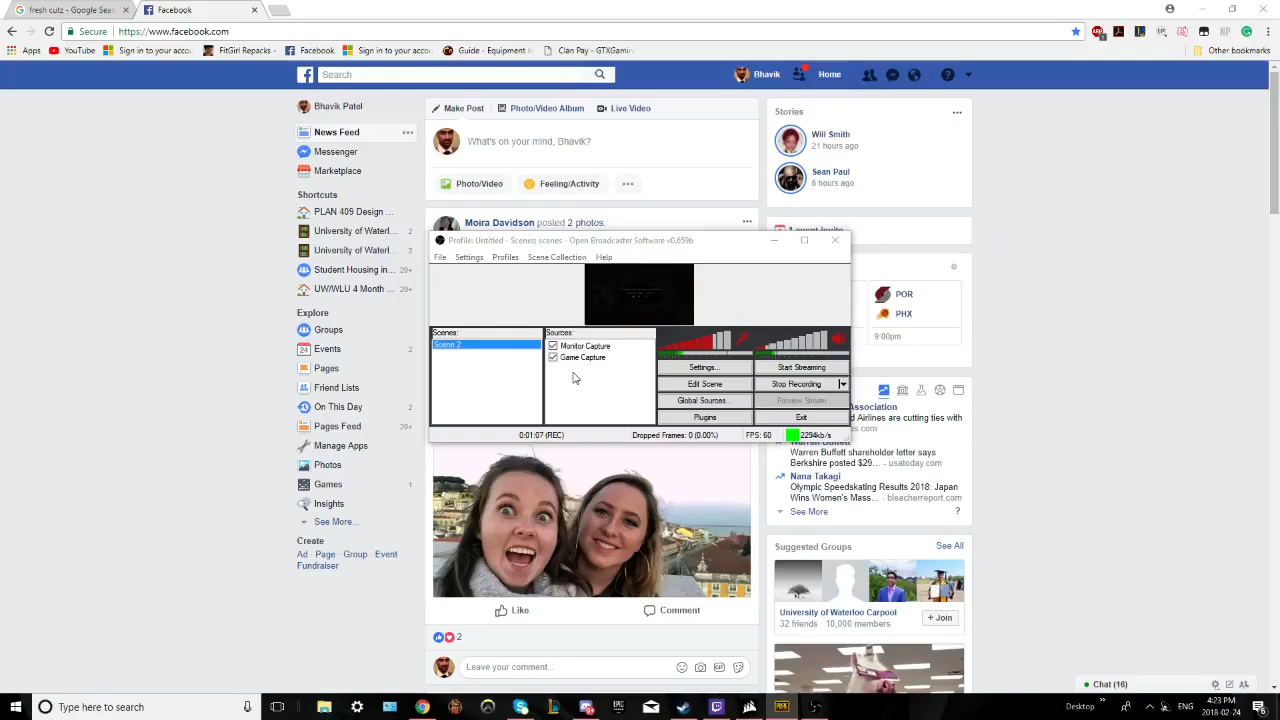 fresh cutz - Google Sea
Facebook
Secure
https://www.facebook.com
Apps
YouTube
Sign in to your acco
FitGirl Repacks
Facebook
Sign in to your acco
Guide - Equipment
Clan Pay - GTXGamin
Other bookmarks
Search
Bhavik
Home
Bhavik Patel
News Feed
Messenger
Marketplace
Shortcuts
PLAN 409 Design ...
University of Waterl... 2
University of Waterl... 2
Student Housing in... 20+
UW/WLU 4 Month ... 20+
Explore
Groups
Events 2
Pages
Friend Lists
On This Day 2
Pages Feed 20+
Manage Apps
Photos
Games 1
Insights
See More...
Create
Ad · Page · Group · Event ·
Fundraiser
Make Post
Photo/Video Album
Live Video
What's on your mind, Bhavik?
Photo/Video
Feeling/Activity
Moira Davidson posted 2 photos.
Profile: Untitled - Scenes: scenes - Open Broadcaster Software v0.659b
File Settings Profiles Scene Collection Help
Scenes:
Scene 2
Sources:
Monitor Capture
Game Capture
Settings...
Start Streaming
Edit Scene
Stop Recording
Global Sources...
Preview Stream
Plugins
Exit
0:01:07 (REC)
Dropped Frames: 0 (0.00%)
FPS: 60
2294kb/s
Like
Comment
2
Leave your comment...
Stories
Will Smith
21 hours ago
Sean Paul
6 hours ago
1 event invite
POR
PHX
9:00pm
Association
d Airlines are cutting ties with
es.com
Warren Buffett
Warren Buffett shareholder letter says
Berkshire posted $29... - usatoday.com
Nana Takagi
Olympic Speedskating Results 2018: Japan
Wins Women's Mass... - bleacherreport.com
See More
?
Suggested Groups
See All
University of Waterloo Carpool
32 friends · 10,000 members
+ Join
Chat (16)
Type here to search
Desktop
4:23 PM
2018-02-24